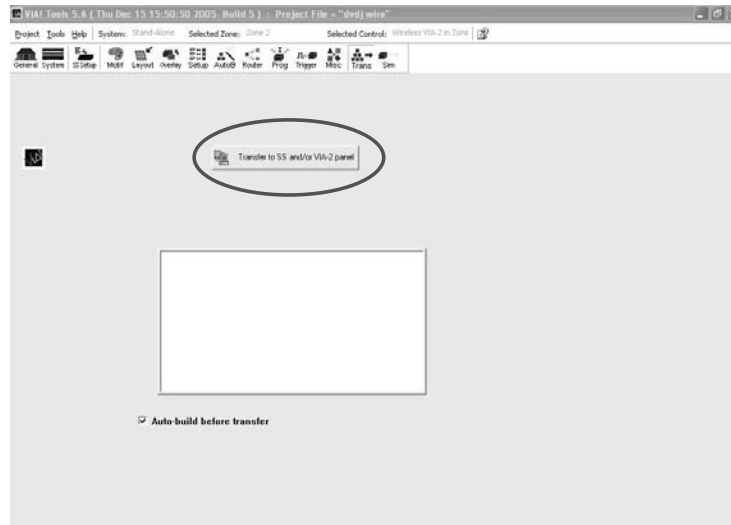 VIA! Tools 5.6 ( Thu Dec 15 15:50:50 2005- Build 5 ) : Project File = "dvdj wire"
Project Tools Help System: Stand-Alone Selected Zone: Zone 2 Selected Control: Wireless VIA 2 in Zone
General System SSSetup Motif Layout Overlay Setup AutoB Router Prog Trigger Misc Trans Sim
Transfer to SS and/or VIA-2 panel
Auto-build before transfer